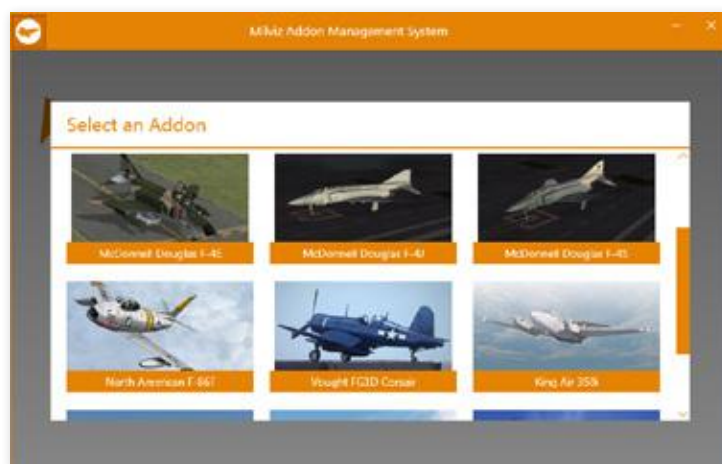 Milviz Addon Management System
Select an Addon
McDonnell Douglas F-4E
McDonnell Douglas F-4J
McDonnell Douglas F-4S
North American F-86F
Vought FG1D Corsair
King Air 350i